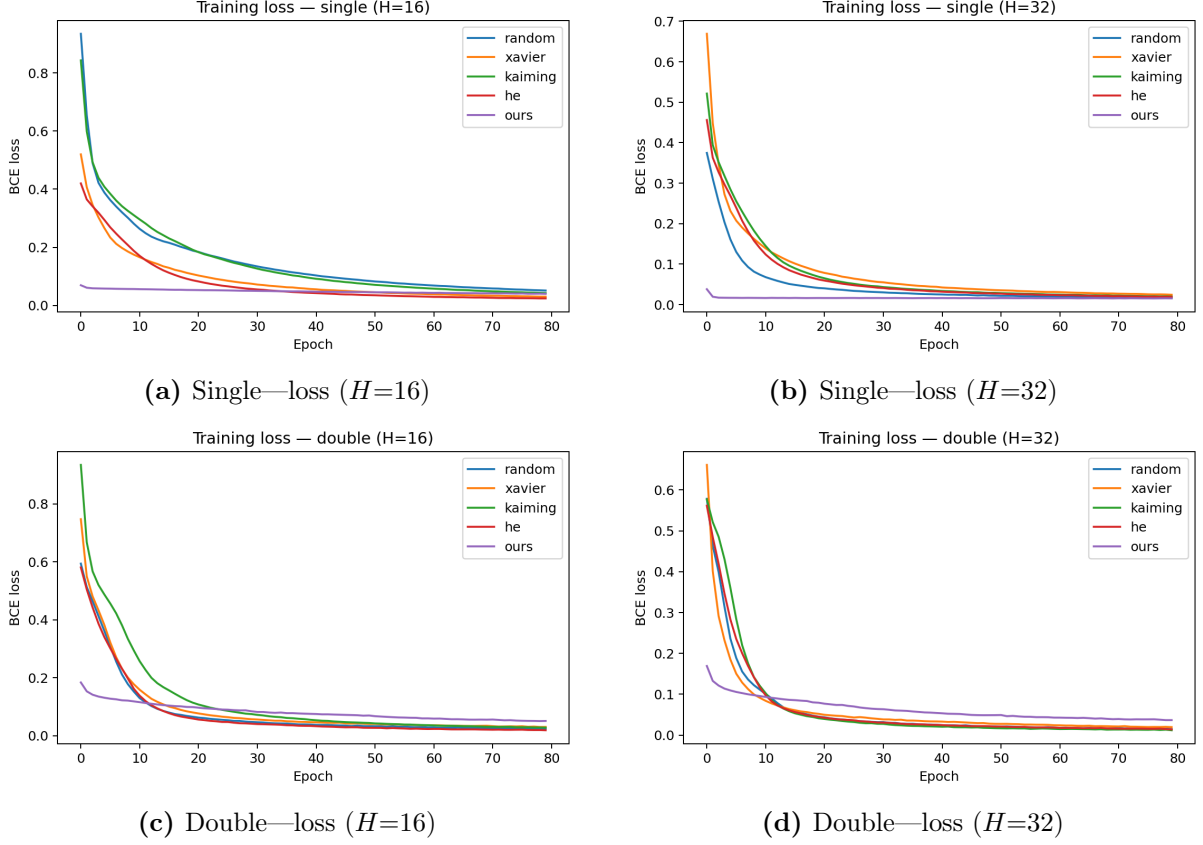 Training loss — single (H=16)
BCE loss
0.8
0.6
0.4
0.2
0.0
random
xavier
kaiming
he
ours
0 10 20 30 40 50 60 70 80
Epoch
(a) Single—loss (H=16)
Training loss — single (H=32)
BCE loss
0.7
0.6
0.5
0.4
0.3
0.2
0.1
0.0
random
xavier
kaiming
he
ours
0 10 20 30 40 50 60 70 80
Epoch
(b) Single—loss (H=32)
Training loss — double (H=16)
BCE loss
0.8
0.6
0.4
0.2
0.0
random
xavier
kaiming
he
ours
0 10 20 30 40 50 60 70 80
Epoch
(c) Double—loss (H=16)
Training loss — double (H=32)
BCE loss
0.6
0.5
0.4
0.3
0.2
0.1
0.0
random
xavier
kaiming
he
ours
0 10 20 30 40 50 60 70 80
Epoch
(d) Double—loss (H=32)